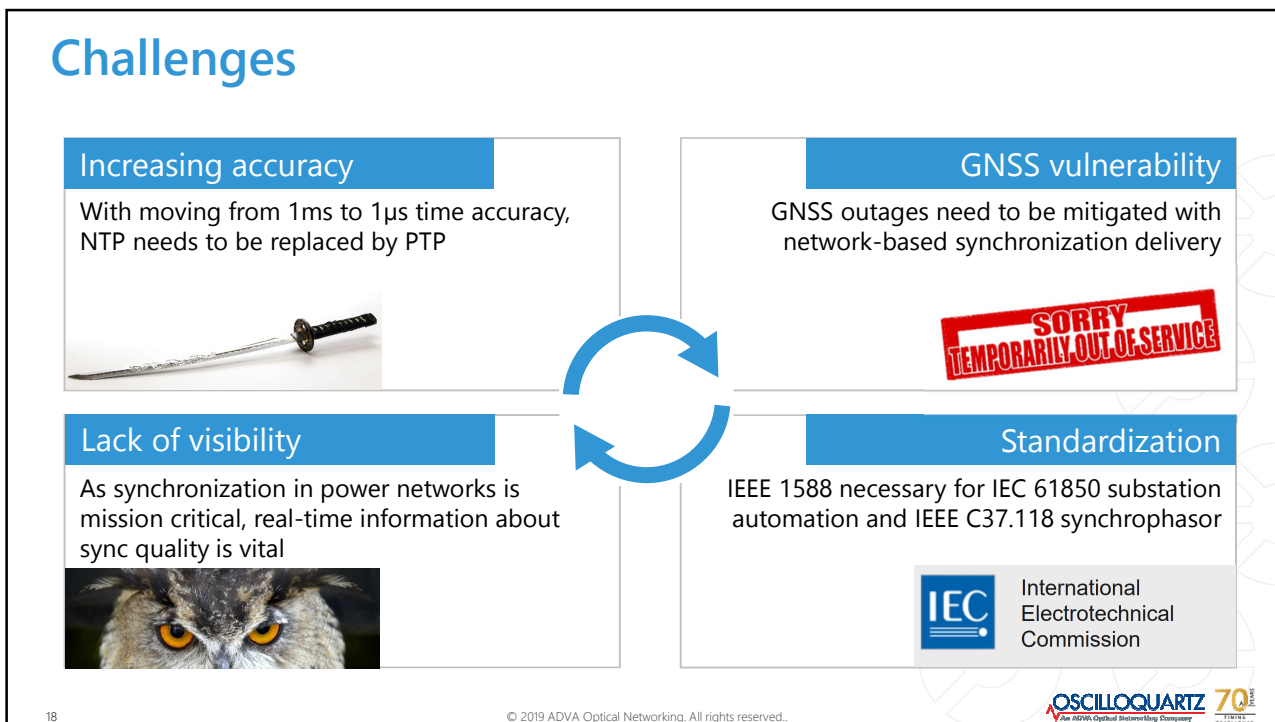 Challenges
Increasing accuracy
With moving from 1ms to 1µs time accuracy,
NTP needs to be replaced by PTP
GNSS vulnerability
GNSS outages need to be mitigated with
network-based synchronization delivery
SORRY
TEMPORARILY OUT OF SERVICE
Lack of visibility
As synchronization in power networks is
mission critical, real-time information about
sync quality is vital
Standardization
IEEE 1588 necessary for IEC 61850 substation
automation and IEEE C37.118 synchrophasor
IEC
International
Electrotechnical
Commission
18
© 2019 ADVA Optical Networking. All rights reserved..
OSCILLOQUARTZ
An ADVA Optical Networking Company
70
YEARS
TIMING